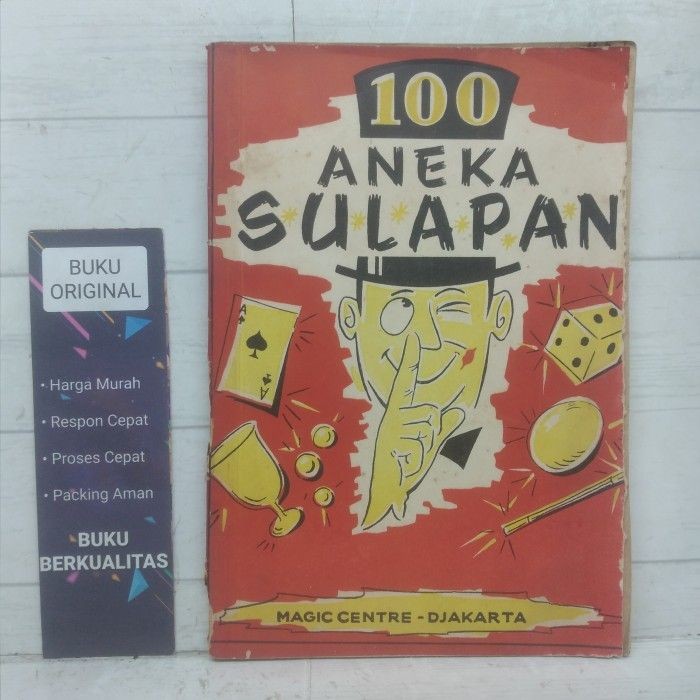 100
ANEKA
SULAPAN
A
A
MAGIC CENTRE - DJAKARTA
BUKU
ORIGINAL
• Harga Murah
• Respon Cepat
• Proses Cepat
• Packing Aman
BUKU
BERKUALITAS